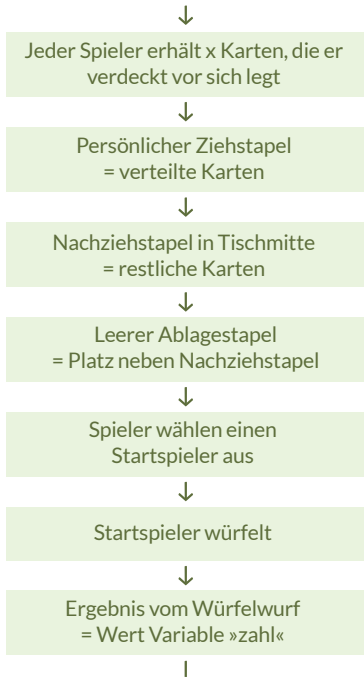 Jeder Spieler erhält x Karten, die er
verdeckt vor sich legt
Persönlicher Ziehstapel
= verteilte Karten
Nachziehstapel in Tischmitte
= restliche Karten
Leerer Ablagestapel
= Platz neben Nachziehstapel
Spieler wählen einen
Startspieler aus
Startspieler würfelt
Ergebnis vom Würfelwurf
= Wert Variable »zahl«